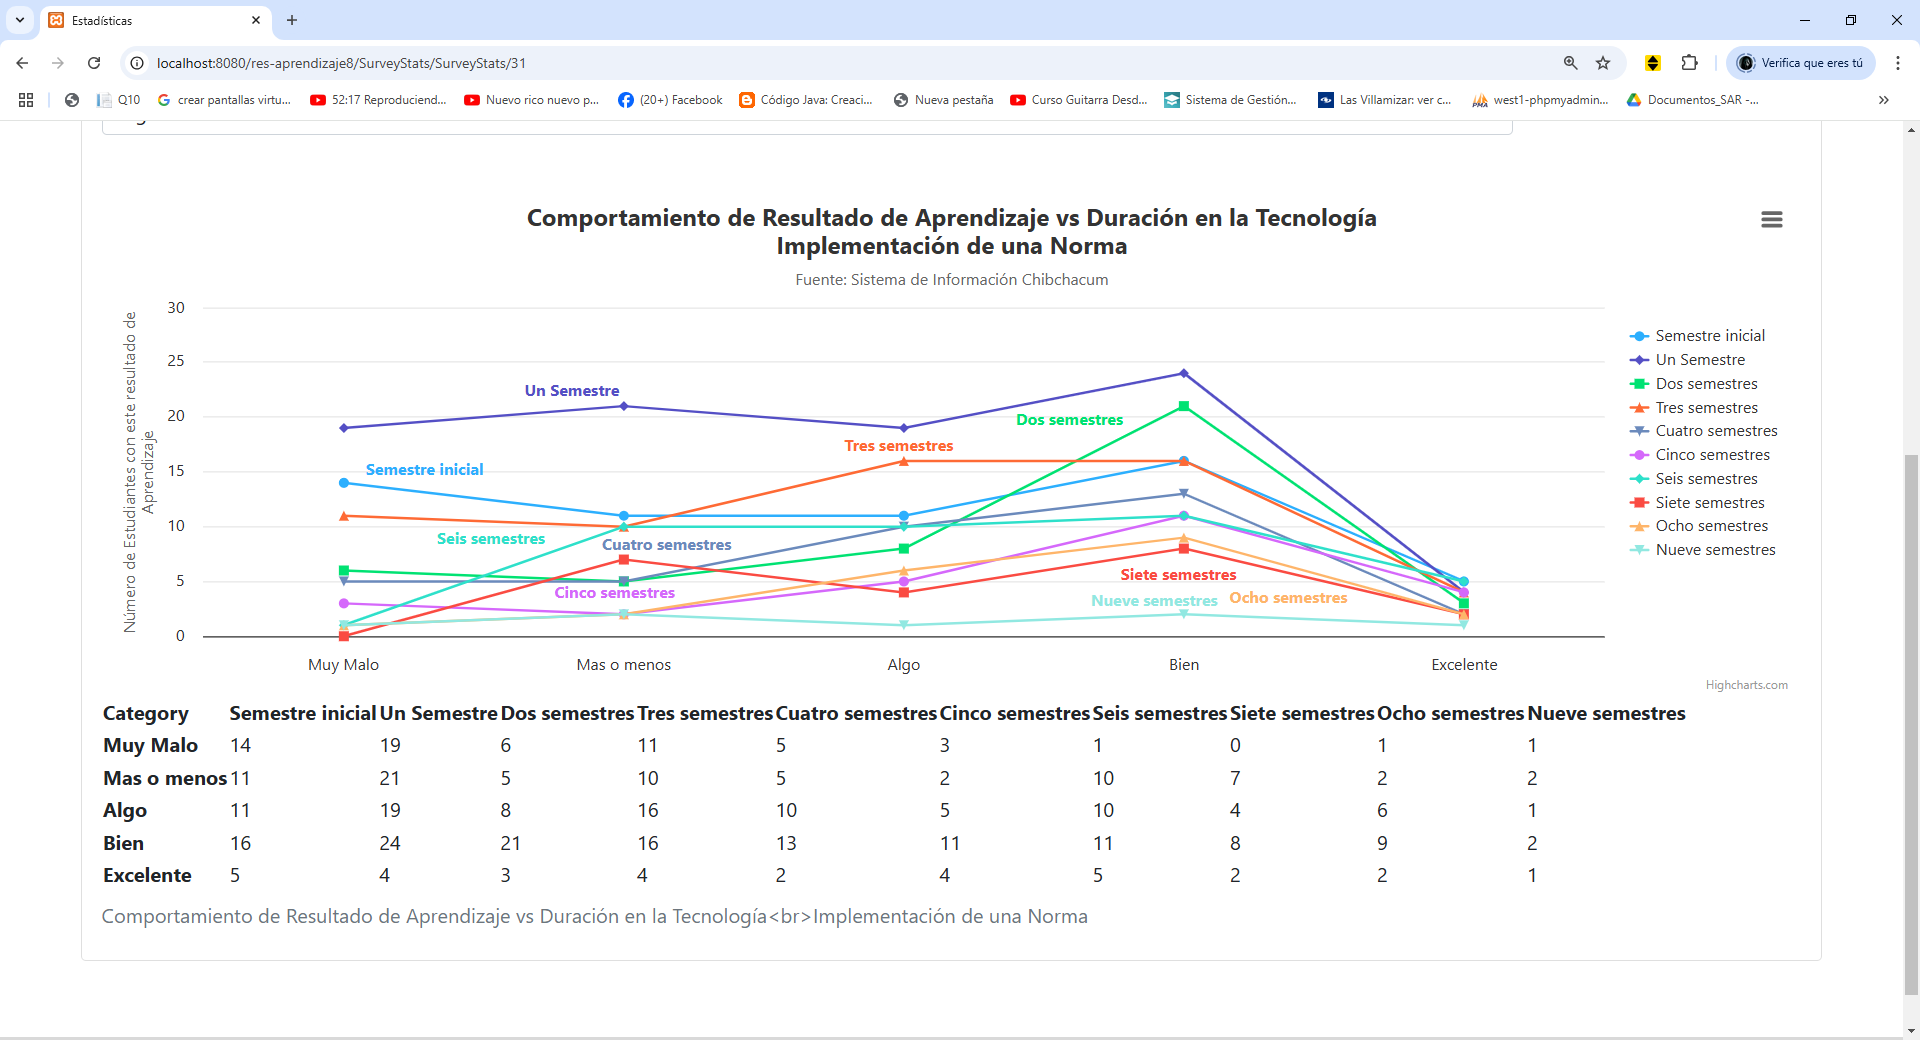 Estadísticas
localhost:8080/res-aprendizaje8/SurveyStats/SurveyStats/31
Verifica que eres tú
Q10
crear pantallas virtu...
52:17 Reproduciend...
Nuevo rico nuevo p...
(20+) Facebook
Código Java: Creaci...
Nueva pestaña
Curso Guitarra Desd...
Sistema de Gestión...
Las Villamizar: ver c...
west1-phpmyadmin...
Documentos_SAR -...
Comportamiento de Resultado de Aprendizaje vs Duración en la Tecnología
Implementación de una Norma
Fuente: Sistema de Información Chibchacum
Número de Estudiantes con este resultado de
Aprendizaje
30
25
20
15
10
5
0
Un Semestre
Dos semestres
Tres semestres
Semestre inicial
Seis semestres
Cuatro semestres
Siete semestres
Cinco semestres
Nueve semestres
Ocho semestres
Muy Malo
Mas o menos
Algo
Bien
Excelente
Semestre inicial
Un Semestre
Dos semestres
Tres semestres
Cuatro semestres
Cinco semestres
Seis semestres
Siete semestres
Ocho semestres
Nueve semestres
Highcharts.com
Category Semestre inicial Un Semestre Dos semestres Tres semestres Cuatro semestres Cinco semestres Seis semestres Siete semestres Ocho semestres Nueve semestres
Muy Malo 14 19 6 11 5 3 1 0 1 1
Mas o menos 11 21 5 10 5 2 10 7 2 2
Algo 11 19 8 16 10 5 10 4 6 1
Bien 16 24 21 16 13 11 11 8 9 2
Excelente 5 4 3 4 2 4 5 2 2 1
Comportamiento de Resultado de Aprendizaje vs Duración en la Tecnología<br>Implementación de una Norma